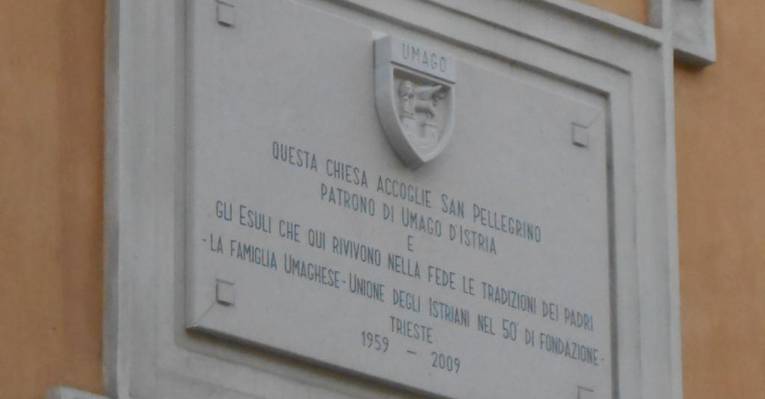 UMAGO
QUESTA CHIESA ACCOGLIE SAN PELLEGRINO
PATRONO DI UMAGO D'ISTRIA
E
GLI ESULI CHE QUI RIVIVONO NELLA FEDE LE TRADIZIONI DEI PADRI
- LA FAMIGLIA UMAGHESE - UNIONE DEGLI ISTRIANI NEL 50° DI FONDAZIONE -
TRIESTE
1959 - 2009